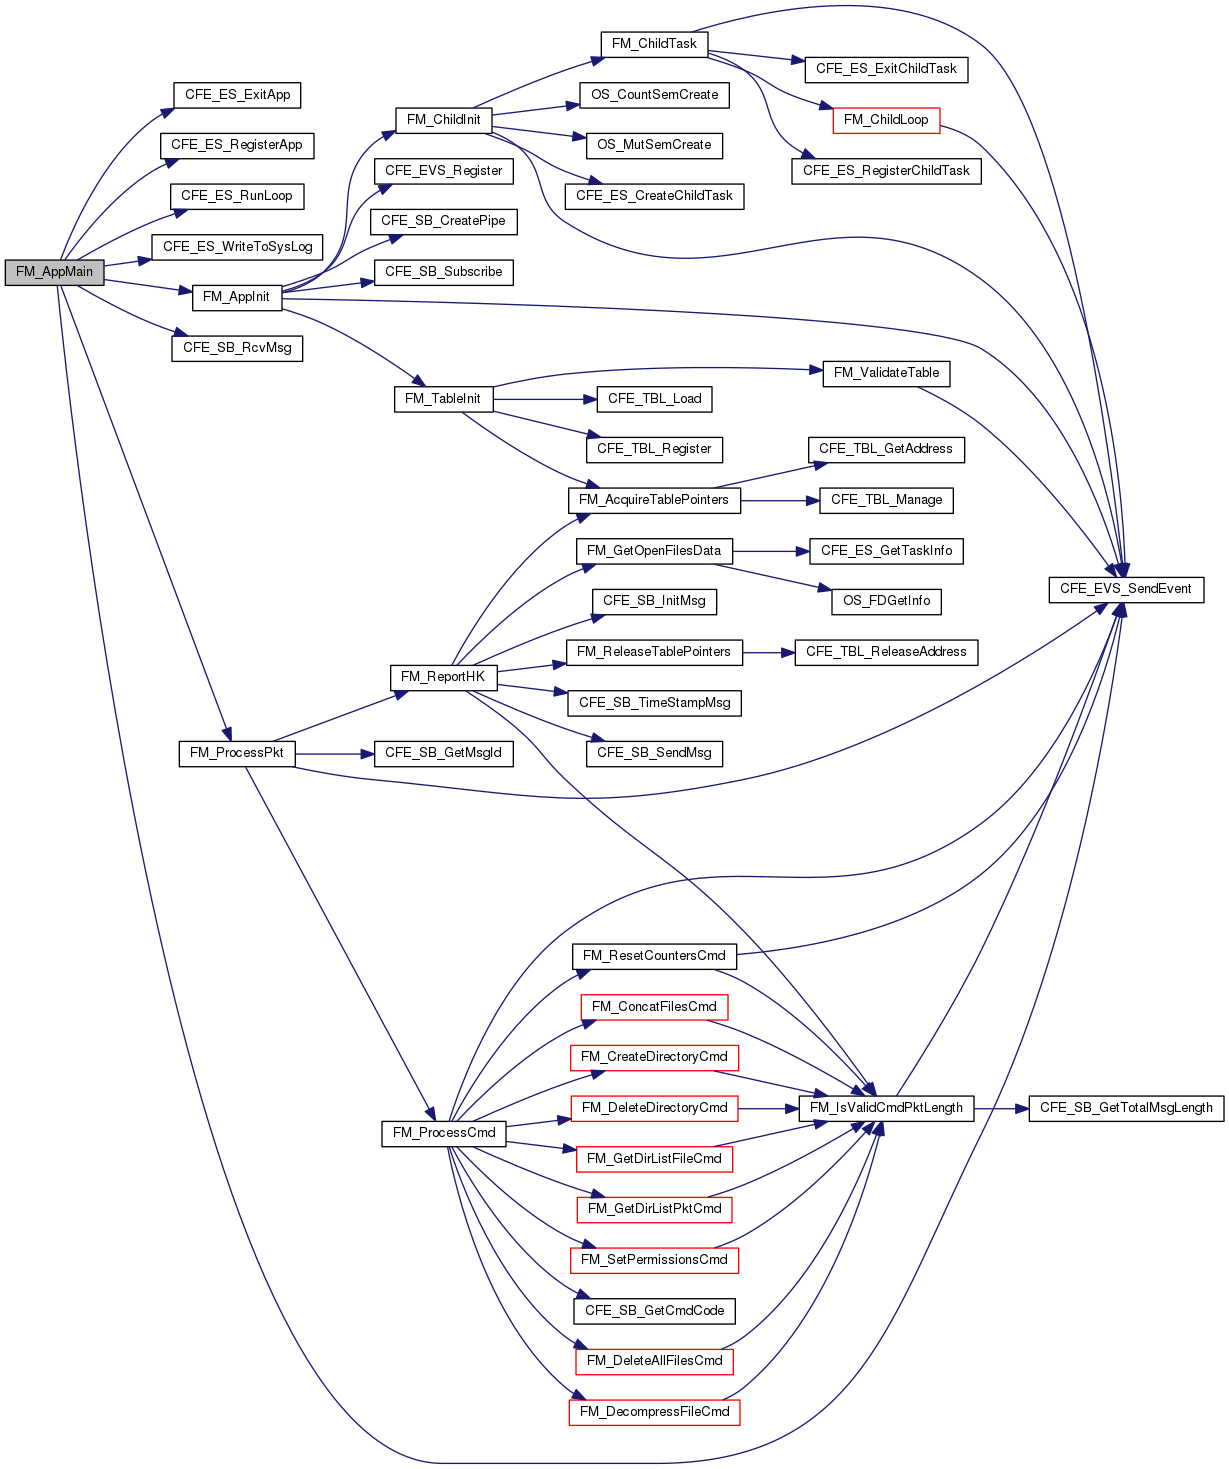 FM_AppMain
CFE_ES_ExitApp
CFE_ES_RegisterApp
CFE_ES_RunLoop
CFE_ES_WriteToSysLog
FM_AppInit
CFE_SB_RcvMsg
FM_ProcessPkt
FM_ChildInit
CFE_EVS_Register
CFE_SB_CreatePipe
CFE_SB_Subscribe
FM_TableInit
FM_ReportHK
CFE_SB_GetMsgId
FM_ProcessCmd
FM_ChildTask
OS_CountSemCreate
OS_MutSemCreate
CFE_ES_CreateChildTask
CFE_TBL_Load
CFE_TBL_Register
FM_AcquireTablePointers
FM_GetOpenFilesData
CFE_SB_InitMsg
FM_ReleaseTablePointers
CFE_SB_TimeStampMsg
CFE_SB_SendMsg
FM_ResetCountersCmd
FM_ConcatFilesCmd
FM_CreateDirectoryCmd
FM_DeleteDirectoryCmd
FM_GetDirListFileCmd
FM_GetDirListPktCmd
FM_SetPermissionsCmd
CFE_SB_GetCmdCode
FM_DeleteAllFilesCmd
FM_DecompressFileCmd
CFE_ES_ExitChildTask
FM_ChildLoop
CFE_ES_RegisterChildTask
FM_ValidateTable
CFE_TBL_GetAddress
CFE_TBL_Manage
CFE_ES_GetTaskInfo
OS_FDGetInfo
CFE_TBL_ReleaseAddress
FM_IsValidCmdPktLength
CFE_EVS_SendEvent
CFE_SB_GetTotalMsgLength